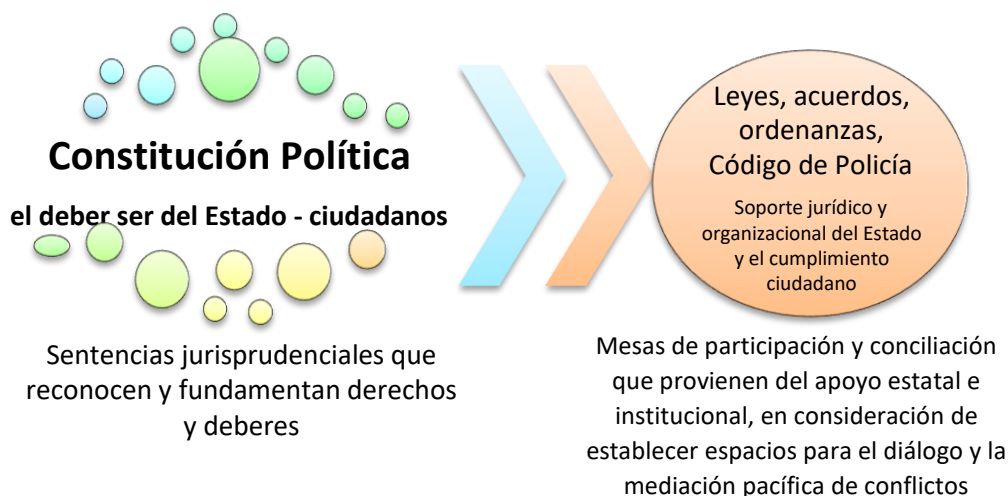 Constitución Política
el deber ser del Estado - ciudadanos
Sentencias jurisprudenciales que
reconocen y fundamentan derechos
y deberes
Leyes, acuerdos,
ordenanzas,
Código de Policía
Soporte jurídico y
organizacional del Estado
y el cumplimiento
ciudadano
Mesas de participación y conciliación
que provienen del apoyo estatal e
institucional, en consideración de
establecer espacios para el diálogo y la
mediación pacífica de conflictos